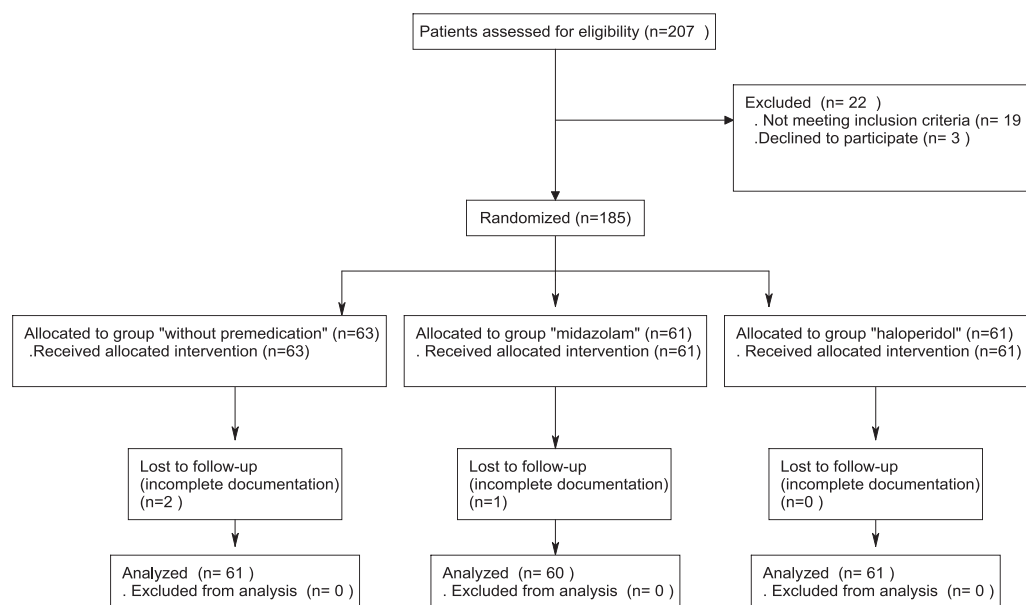 Patients assessed for eligibility (n=207 )
Excluded (n= 22 )
. Not meeting inclusion criteria (n= 19
.Declined to participate (n= 3 )
Randomized (n=185)
Allocated to group "without premedication" (n=63)
.Received allocated intervention (n=63)
Allocated to group "midazolam" (n=61)
. Received allocated intervention (n=61)
Allocated to group "haloperidol" (n=61)
. Received allocated intervention (n=61)
Lost to follow-up
(incomplete documentation)
(n=2 )
Lost to follow-up
(incomplete documentation)
(n=1)
Lost to follow-up
(incomplete documentation)
(n=0 )
Analyzed (n= 61 )
. Excluded from analysis (n= 0 )
Analyzed (n= 60 )
. Excluded from analysis (n= 0 )
Analyzed (n= 61 )
. Excluded from analysis (n= 0 )